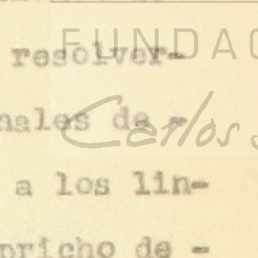 FUNDAC
resolver-
nales de -
Carlos S
a los lin-
pricho de -